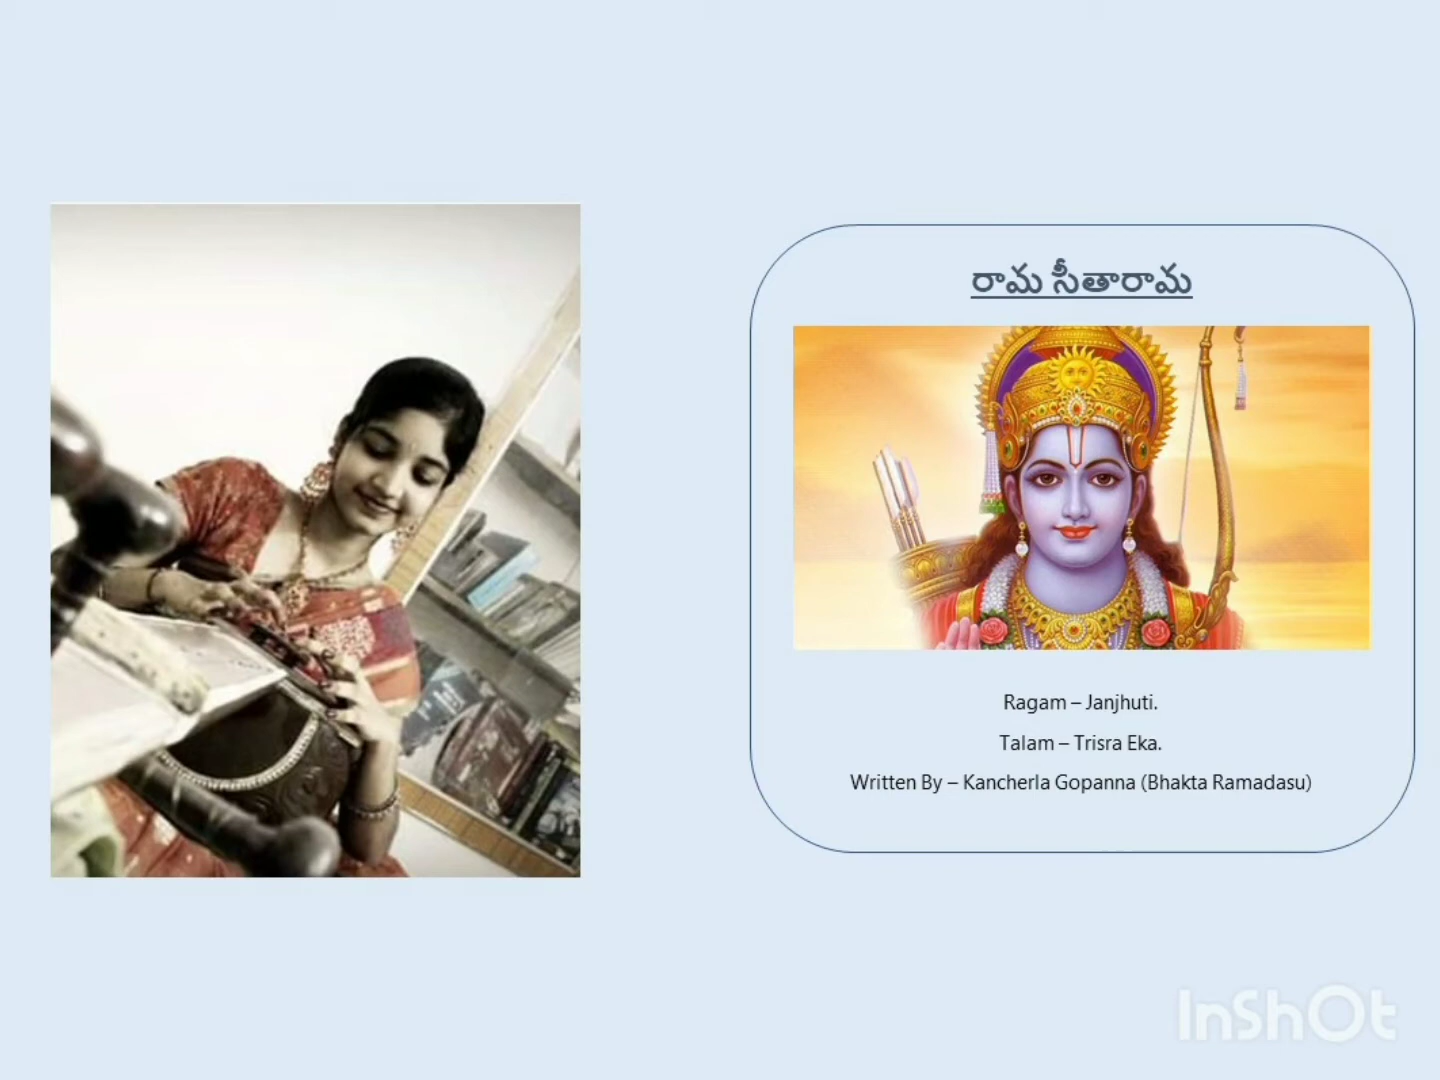 రామ సీతారామ
Ragam – Janjhuti.
Talam – Trisra Eka.
Written By – Kancherla Gopanna (Bhakta Ramadasu)
InShOt